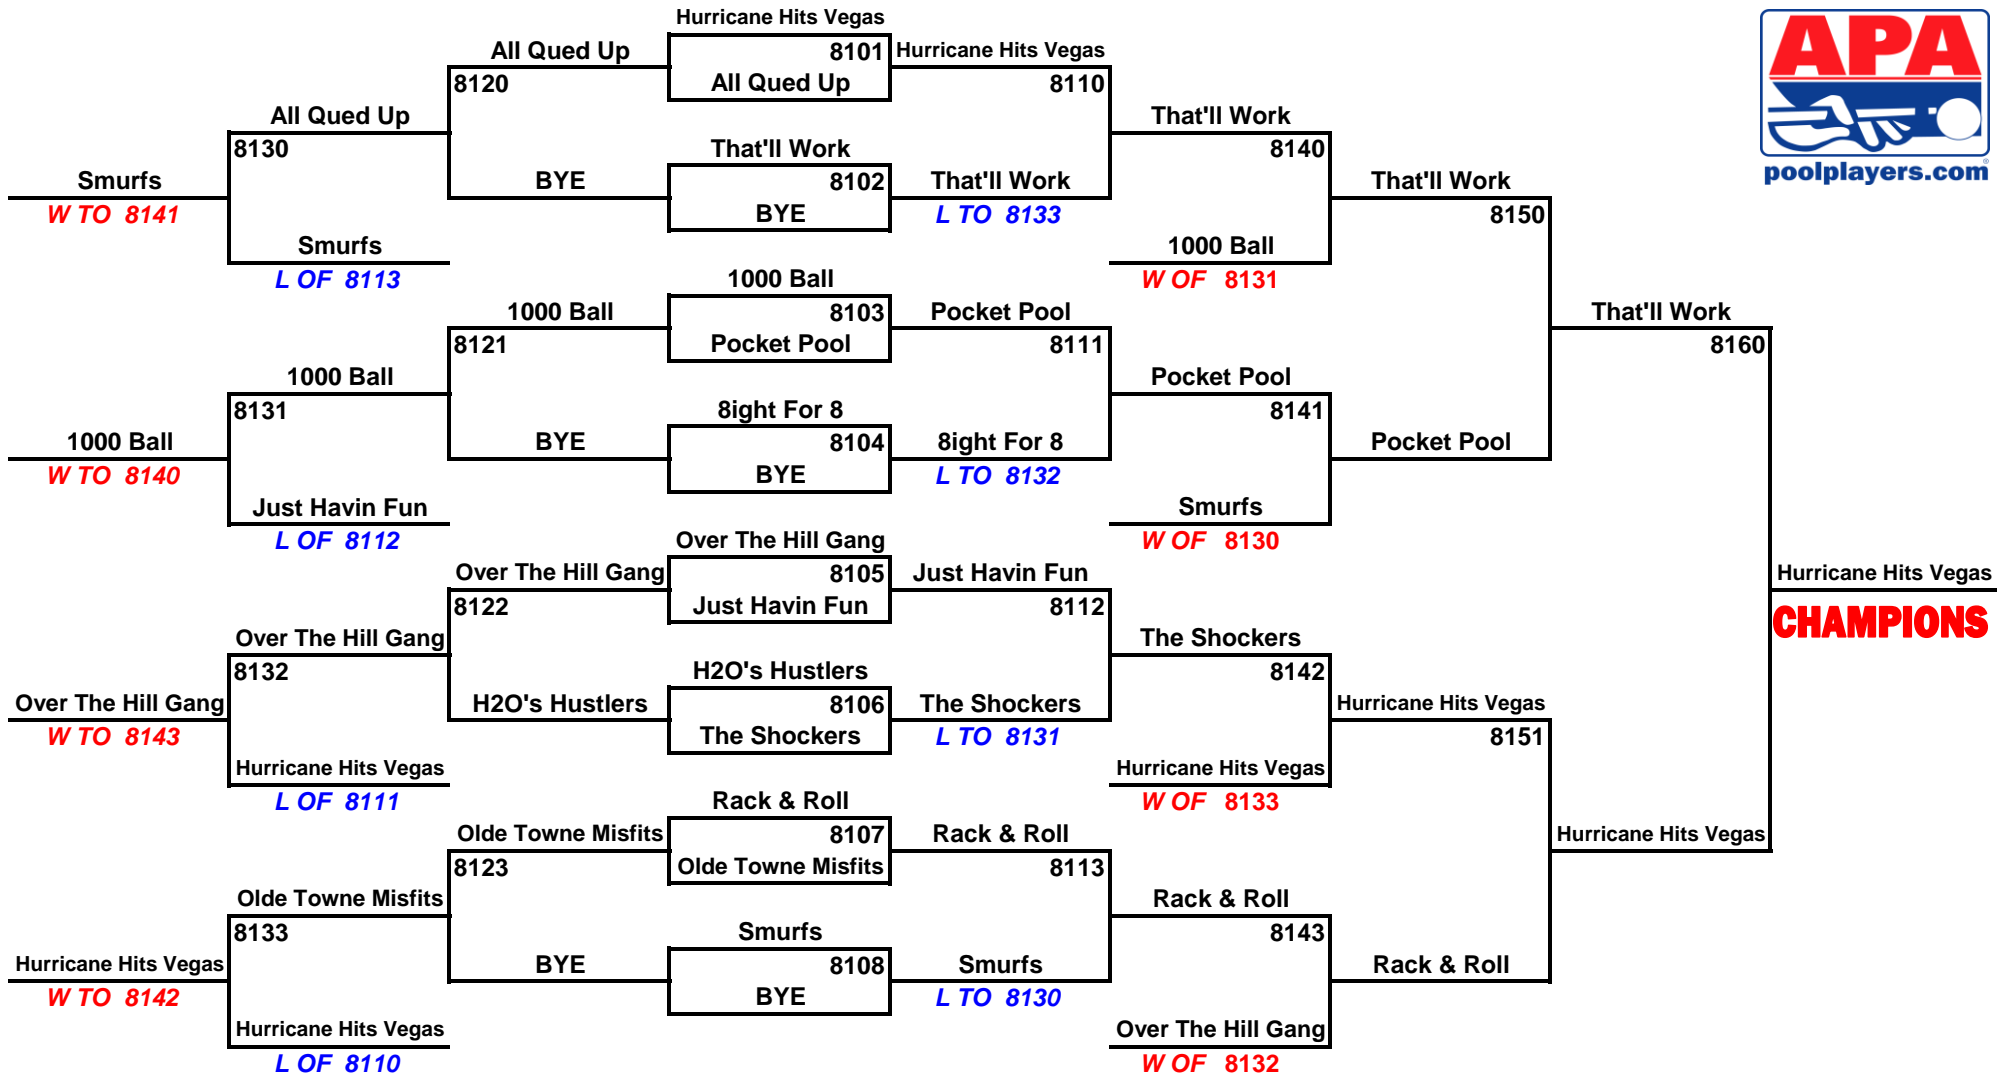 Hurricane Hits Vegas
All Qued Up
8101
Hurricane Hits Vegas
8120
All Qued Up
8110
All Qued Up
That'll Work
8130
That'll Work
8140
Smurfs
BYE
8102
That'll Work
That'll Work
W TO 8141
BYE
L TO 8133
8150
Smurfs
1000 Ball
L OF 8113
1000 Ball
W OF 8131
1000 Ball
8103
Pocket Pool
That'll Work
8121
Pocket Pool
8111
8160
1000 Ball
Pocket Pool
8131
8ight For 8
8141
1000 Ball
BYE
8104
8ight For 8
Pocket Pool
W TO 8140
BYE
L TO 8132
Just Havin Fun
Smurfs
L OF 8112
Over The Hill Gang
W OF 8130
Over The Hill Gang
8105
Just Havin Fun
Hurricane Hits Vegas
8122
Just Havin Fun
8112
CHAMPIONS
Over The Hill Gang
The Shockers
8132
H2O's Hustlers
8142
Over The Hill Gang
H2O's Hustlers
8106
The Shockers
Hurricane Hits Vegas
W TO 8143
The Shockers
L TO 8131
8151
Hurricane Hits Vegas
Hurricane Hits Vegas
L OF 8111
Rack & Roll
W OF 8133
Olde Towne Misfits
8107
Rack & Roll
Hurricane Hits Vegas
8123
Olde Towne Misfits
8113
Olde Towne Misfits
Rack & Roll
8133
Smurfs
8143
Hurricane Hits Vegas
BYE
8108
Smurfs
Rack & Roll
W TO 8142
BYE
L TO 8130
Hurricane Hits Vegas
Over The Hill Gang
L OF 8110
W OF 8132
APA
poolplayers.com
®